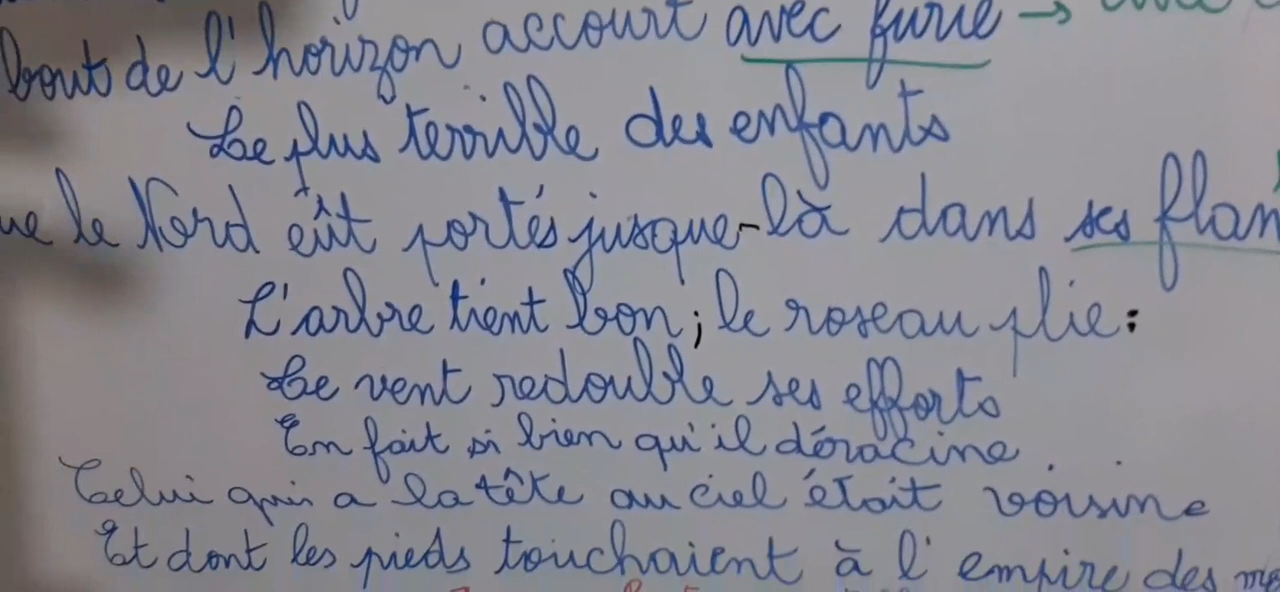 bout de l'horizon accourt avec furie →
Le plus terrible des enfants
le Nord eût portés jusque-là dans ses
L'arbre tient bon ; le roseau plie :
Le vent redouble ses efforts
En fait si bien qu'il déracine
Celui qui a la tête au ciel était voisine
Et dont les pieds touchaient à l'empire des